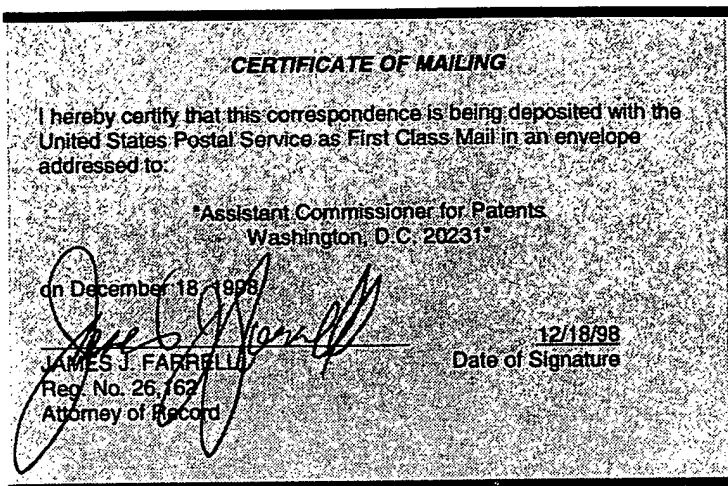 CERTIFICATE OF MAILING
I hereby certify that this correspondence is being deposited with the
United States Postal Service as First Class Mail in an envelope
addressed to:
"Assistant Commissioner for Patents
Washington, D.C. 20231"
on December 18, 1998
12/18/98
JAMES J. FARRELL
Date of Signature
Reg. No. 26,162
Attorney of Record